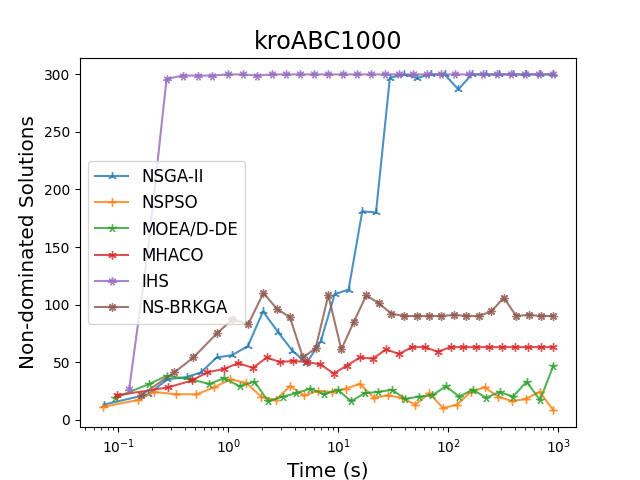 kroABC1000
Non-dominated Solutions
300
250
200
150
100
50
0
NSGA-II
NSPSO
MOEA/D-DE
MHACO
IHS
NS-BRKGA
10⁻¹ 10⁰ 10¹ 10² 10³
Time (s)